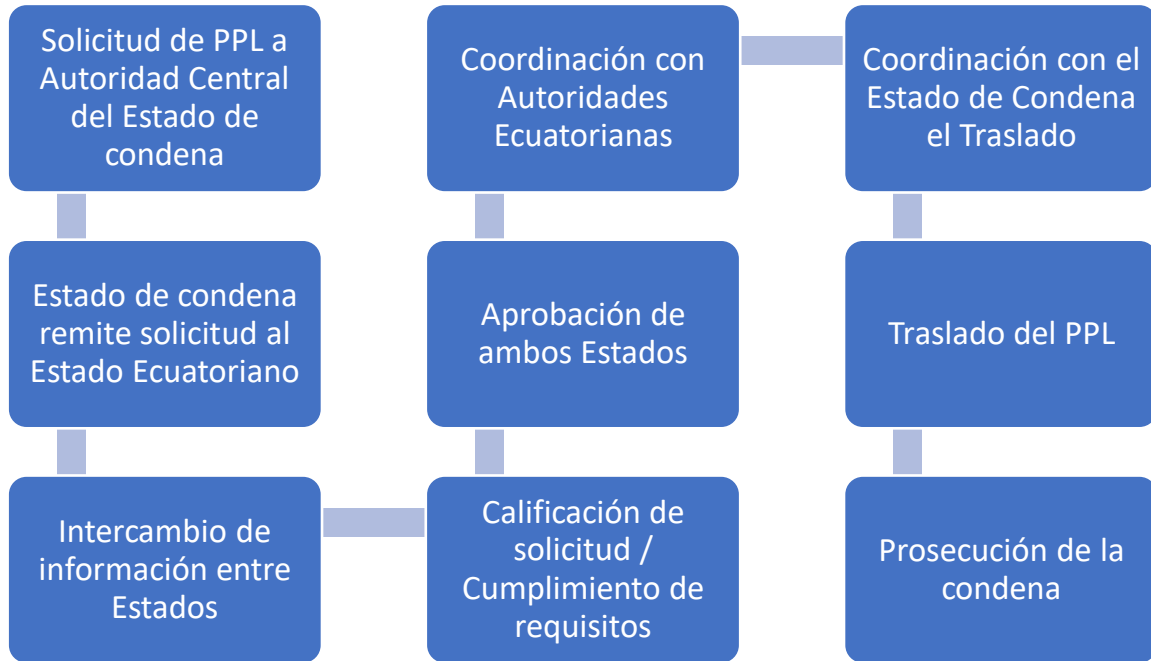 Solicitud de PPL a
Autoridad Central
del Estado de
condena
Estado de condena
remite solicitud al
Estado Ecuatoriano
Intercambio de
información entre
Estados
Calificación de
solicitud /
Cumplimiento de
requisitos
Aprobación de
ambos Estados
Coordinación con
Autoridades
Ecuatorianas
Coordinación con el
Estado de Condena
el Traslado
Traslado del PPL
Prosecución de la
condena